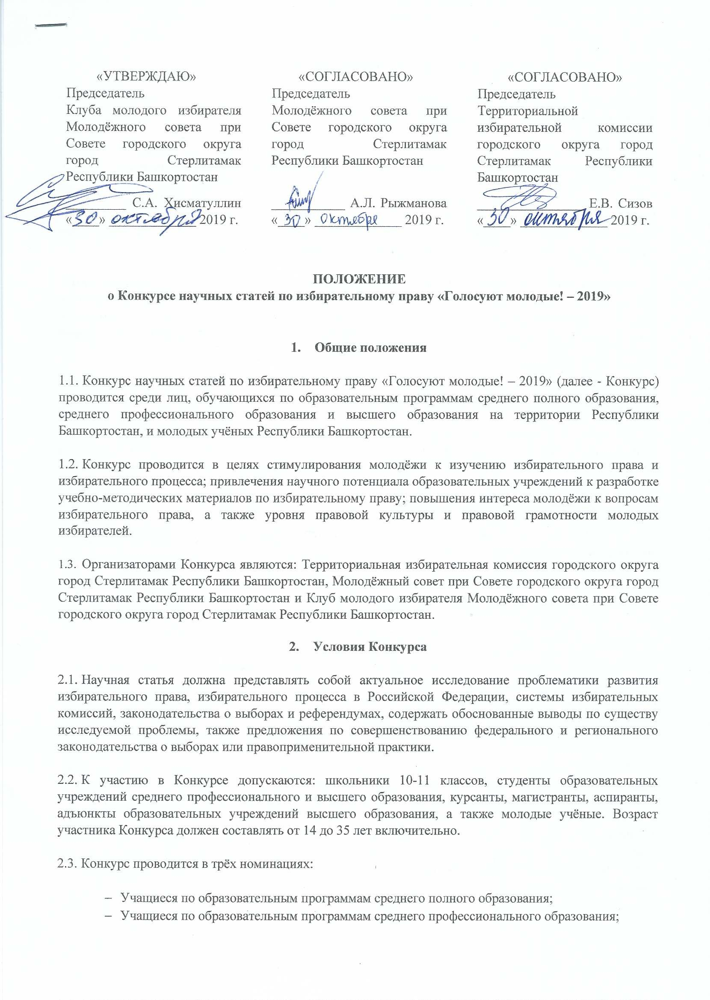 «УТВЕРЖДАЮ»
Председатель
Клуба молодого избирателя
Молодёжного совета при
Совете городского округа
город Стерлитамак
Республики Башкортостан
С.А. Хисматуллин
«30» октября 2019 г.
«СОГЛАСОВАНО»
Председатель
Молодёжного совета при
Совете городского округа
город Стерлитамак
Республики Башкортостан
А.Л. Рыжманова
«30» октября 2019 г.
«СОГЛАСОВАНО»
Председатель
Территориальной
избирательной комиссии
городского округа город
Стерлитамак Республики
Башкортостан
Е.В. Сизов
«30» октября 2019 г.
ПОЛОЖЕНИЕ
о Конкурсе научных статей по избирательному праву «Голосуют молодые! – 2019»
1. Общие положения
1.1. Конкурс научных статей по избирательному праву «Голосуют молодые! – 2019» (далее - Конкурс)
проводится среди лиц, обучающихся по образовательным программам среднего полного образования,
среднего профессионального образования и высшего образования на территории Республики
Башкортостан, и молодых учёных Республики Башкортостан.
1.2. Конкурс проводится в целях стимулирования молодёжи к изучению избирательного права и
избирательного процесса; привлечения научного потенциала образовательных учреждений к разработке
учебно-методических материалов по избирательному праву; повышения интереса молодёжи к вопросам
избирательного права, а также уровня правовой культуры и правовой грамотности молодых
избирателей.
1.3. Организаторами Конкурса являются: Территориальная избирательная комиссия городского округа
город Стерлитамак Республики Башкортостан, Молодёжный совет при Совете городского округа город
Стерлитамак Республики Башкортостан и Клуб молодого избирателя Молодёжного совета при Совете
городского округа город Стерлитамак Республики Башкортостан.
2. Условия Конкурса
2.1. Научная статья должна представлять собой актуальное исследование проблематики развития
избирательного права, избирательного процесса в Российской Федерации, системы избирательных
комиссий, законодательства о выборах и референдумах, содержать обоснованные выводы по существу
исследуемой проблемы, также предложения по совершенствованию федерального и регионального
законодательства о выборах или правоприменительной практики.
2.2. К участию в Конкурсе допускаются: школьники 10-11 классов, студенты образовательных
учреждений среднего профессионального и высшего образования, курсанты, магистранты, аспиранты,
адъюнкты образовательных учреждений высшего образования, а также молодые учёные. Возраст
участника Конкурса должен составлять от 14 до 35 лет включительно.
2.3. Конкурс проводится в трёх номинациях:
– Учащиеся по образовательным программам среднего полного образования;
– Учащиеся по образовательным программам среднего профессионального образования;